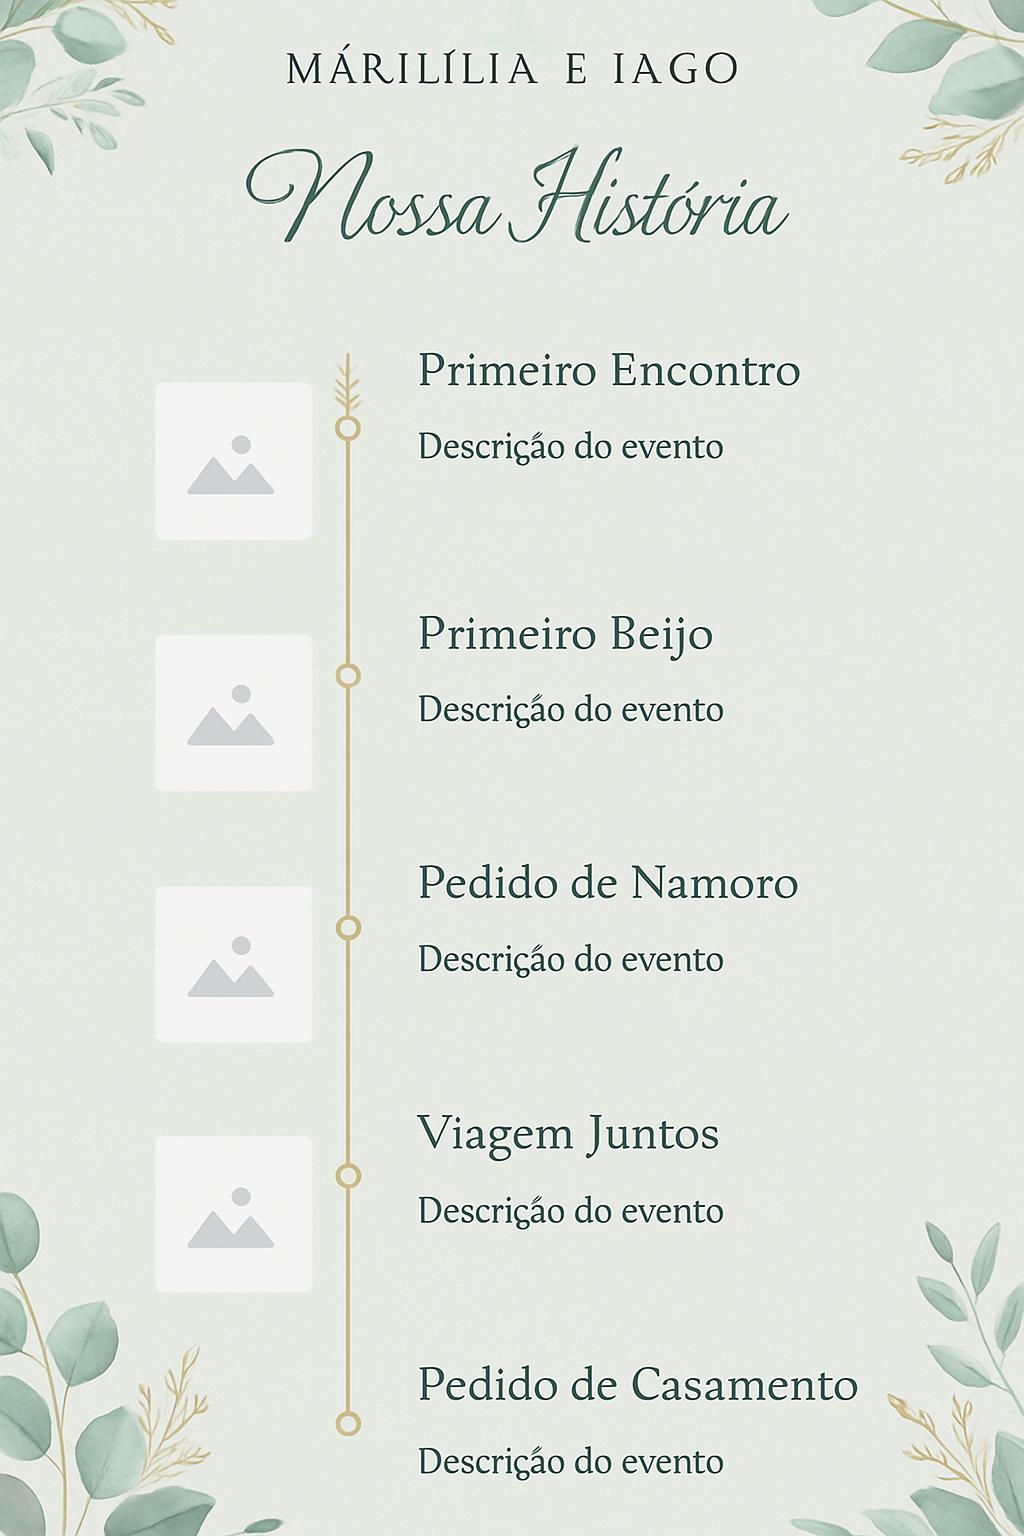 MÁRILÍLIA E IAGO
Nossa História
Primeiro Encontro
Descrição do evento
Primeiro Beijo
Descrição do evento
Pedido de Namoro
Descrição do evento
Viagem Juntos
Descrição do evento
Pedido de Casamento
Descrição do evento